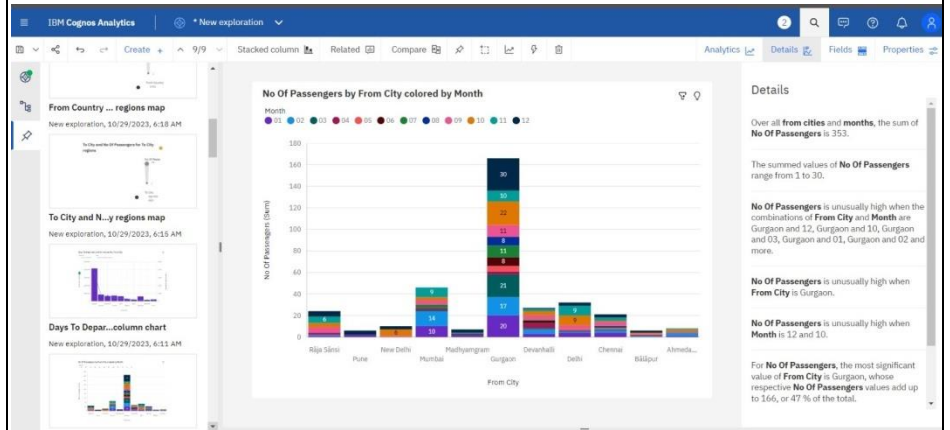 IBM Cognos Analytics
* New exploration
2
Create +
9/9
Stacked column
Related
Compare
Analytics
Details
Fields
Properties
From Country ... regions map
New exploration, 10/29/2023, 6:18 AM
To City and N...y regions map
New exploration, 10/29/2023, 6:15 AM
Days To Depar...column chart
New exploration, 10/29/2023, 6:11 AM
No Of Passengers by From City colored by Month
Month
01 02 03 04 05 06 07 08 09 10 11 12
No Of Passengers (Sum)
180
160
140
120
100
80
60
40
20
0
6
6
9
14
10
30
10
22
11
8
11
8
21
17
20
9
9
Rāja Sānsi
Pune
New Delhi
Mumbai
Madhyamgram
Gurgaon
Devanhalli
Delhi
Chennai
Bālāpur
Ahmeda...
From City
Details
Over all from cities and months, the sum of
No Of Passengers is 353.
The summed values of No Of Passengers
range from 1 to 30.
No Of Passengers is unusually high when the
combinations of From City and Month are
Gurgaon and 12, Gurgaon and 10, Gurgaon
and 03, Gurgaon and 01, Gurgaon and 02 and
more.
No Of Passengers is unusually high when
From City is Gurgaon.
No Of Passengers is unusually high when
Month is 12 and 10.
For No Of Passengers, the most significant
value of From City is Gurgaon, whose
respective No Of Passengers values add up
to 166, or 47 % of the total.